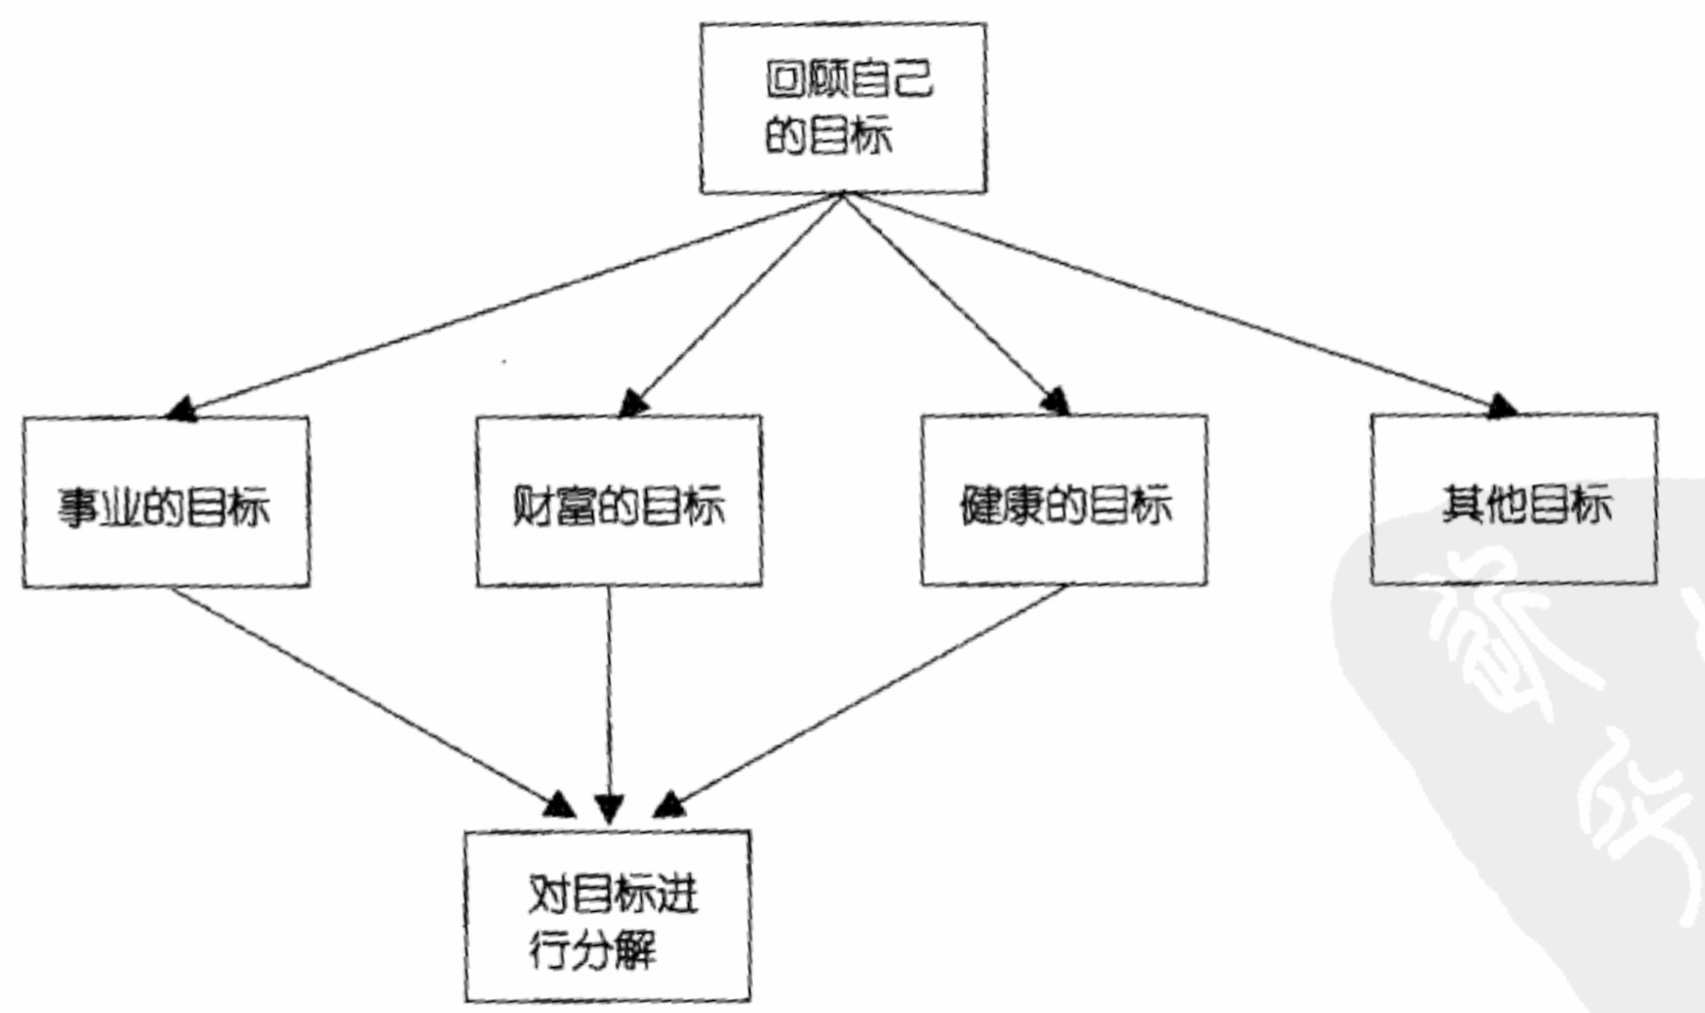 回顾自己
的目标
事业的目标
财富的目标
健康的目标
其他目标
对目标进
行分解